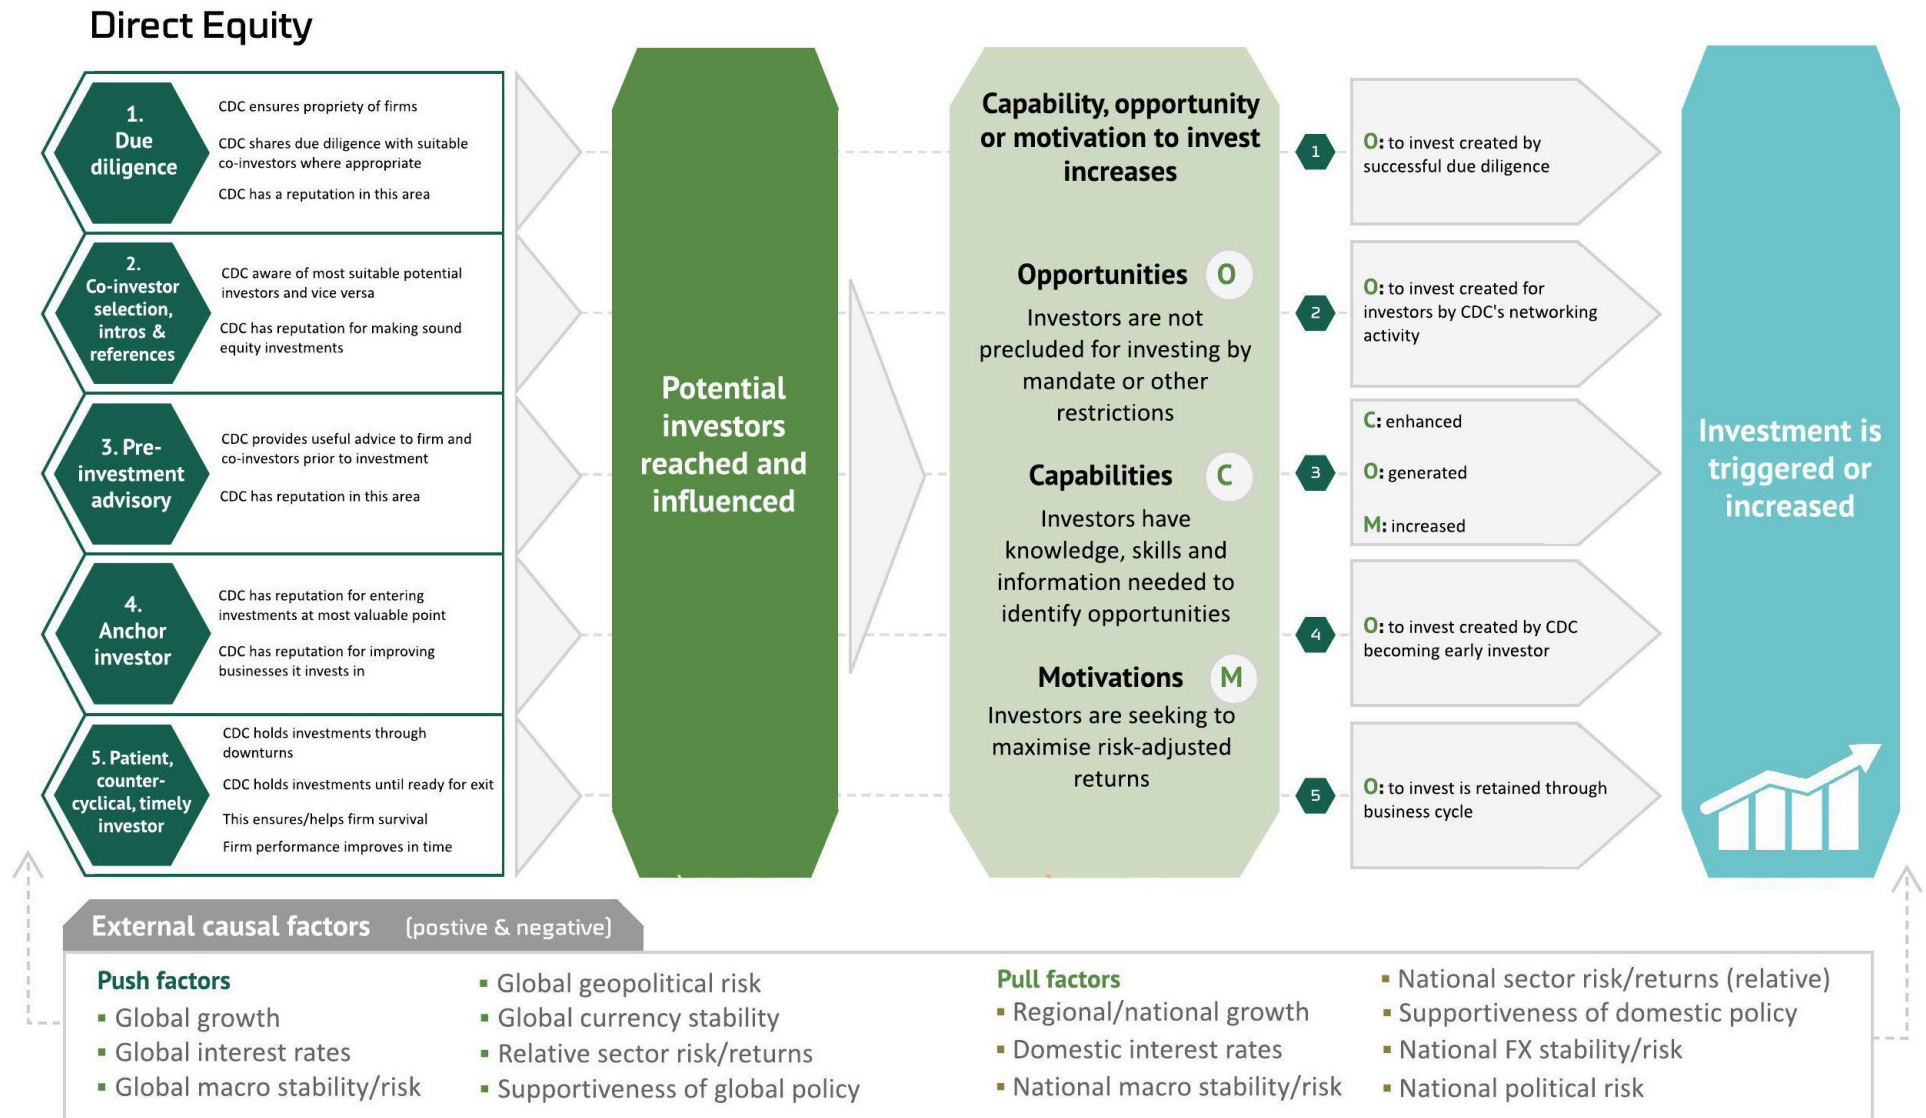 Direct Equity
1.
Due
diligence
CDC ensures propriety of firms
CDC shares due diligence with suitable
co-investors where appropriate
CDC has a reputation in this area
2.
Co-investor
selection,
intros &
references
CDC aware of most suitable potential
investors and vice versa
CDC has reputation for making sound
equity investments
3. Pre-
investment
advisory
CDC provides useful advice to firm and
co-investors prior to investment
CDC has reputation in this area
4.
Anchor
investor
CDC has reputation for entering
investments at most valuable point
CDC has reputation for improving
businesses it invests in
5. Patient,
counter-
cyclical, timely
investor
CDC holds investments through
downturns
CDC holds investments until ready for exit
This ensures/helps firm survival
Firm performance improves in time
Potential
investors
reached and
influenced
Capability, opportunity
or motivation to invest
increases
Opportunities O
Investors are not
precluded for investing by
mandate or other
restrictions
Capabilities C
Investors have
knowledge, skills and
information needed to
identify opportunities
Motivations M
Investors are seeking to
maximise risk-adjusted
returns
1
O: to invest created by
successful due diligence
2
O: to invest created for
investors by CDC's networking
activity
3
C: enhanced
O: generated
M: increased
4
O: to invest created by CDC
becoming early investor
5
O: to invest is retained through
business cycle
Investment is
triggered or
increased
External causal factors (postive & negative)
Push factors
▪ Global growth
▪ Global interest rates
▪ Global macro stability/risk
▪ Global geopolitical risk
▪ Global currency stability
▪ Relative sector risk/returns
▪ Supportiveness of global policy
Pull factors
▪ Regional/national growth
▪ Domestic interest rates
▪ National macro stability/risk
▪ National sector risk/returns (relative)
▪ Supportiveness of domestic policy
▪ National FX stability/risk
▪ National political risk